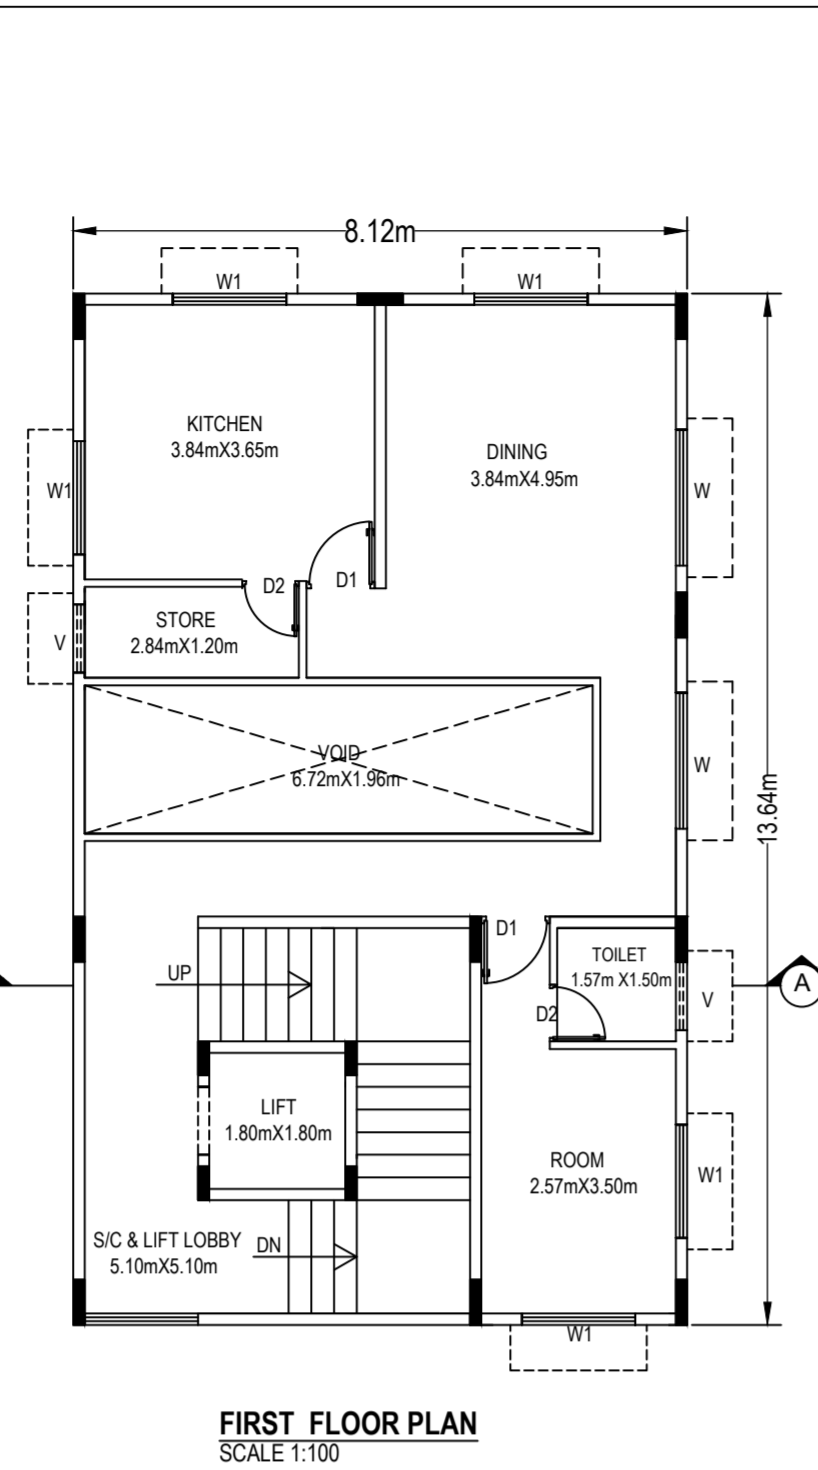 8.12m
W1
W1
KITCHEN
3.84mX3.65m
DINING
3.84mX4.95m
W1
W
D2
D1
STORE
2.84mX1.20m
V
VOID
6.72mX1.96m
W
13.64m
D1
TOILET
1.57m X1.50m
UP
A
V
D2
LIFT
1.80mX1.80m
ROOM
2.57mX3.50m
W1
S/C & LIFT LOBBY
5.10mX5.10m
DN
W1
FIRST FLOOR PLAN
SCALE 1:100